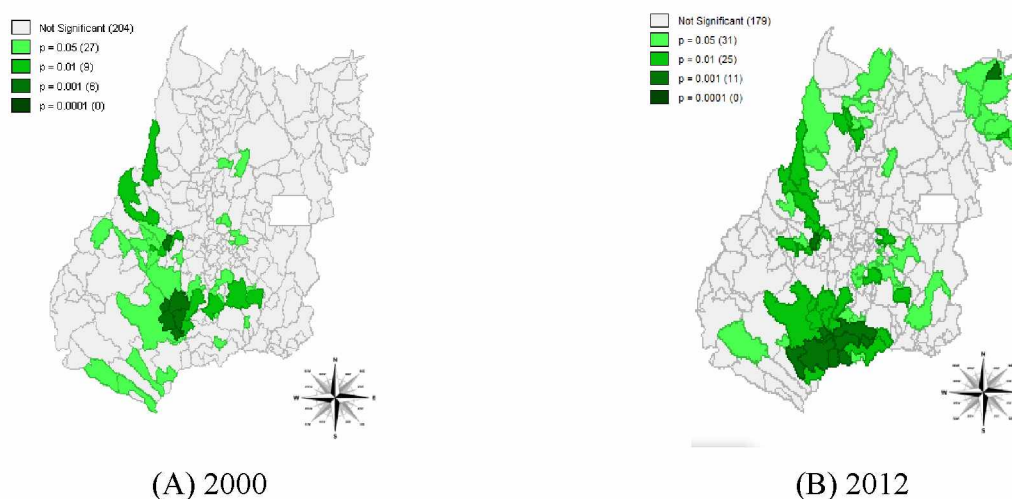 Not Significant (204)
p = 0.05 (27)
p = 0.01 (9)
p = 0.001 (6)
p = 0.0001 (0)
N
W
E
S
(A) 2000
Not Significant (179)
p = 0.05 (31)
p = 0.01 (25)
p = 0.001 (11)
p = 0.0001 (0)
N
W
S
(B) 2012